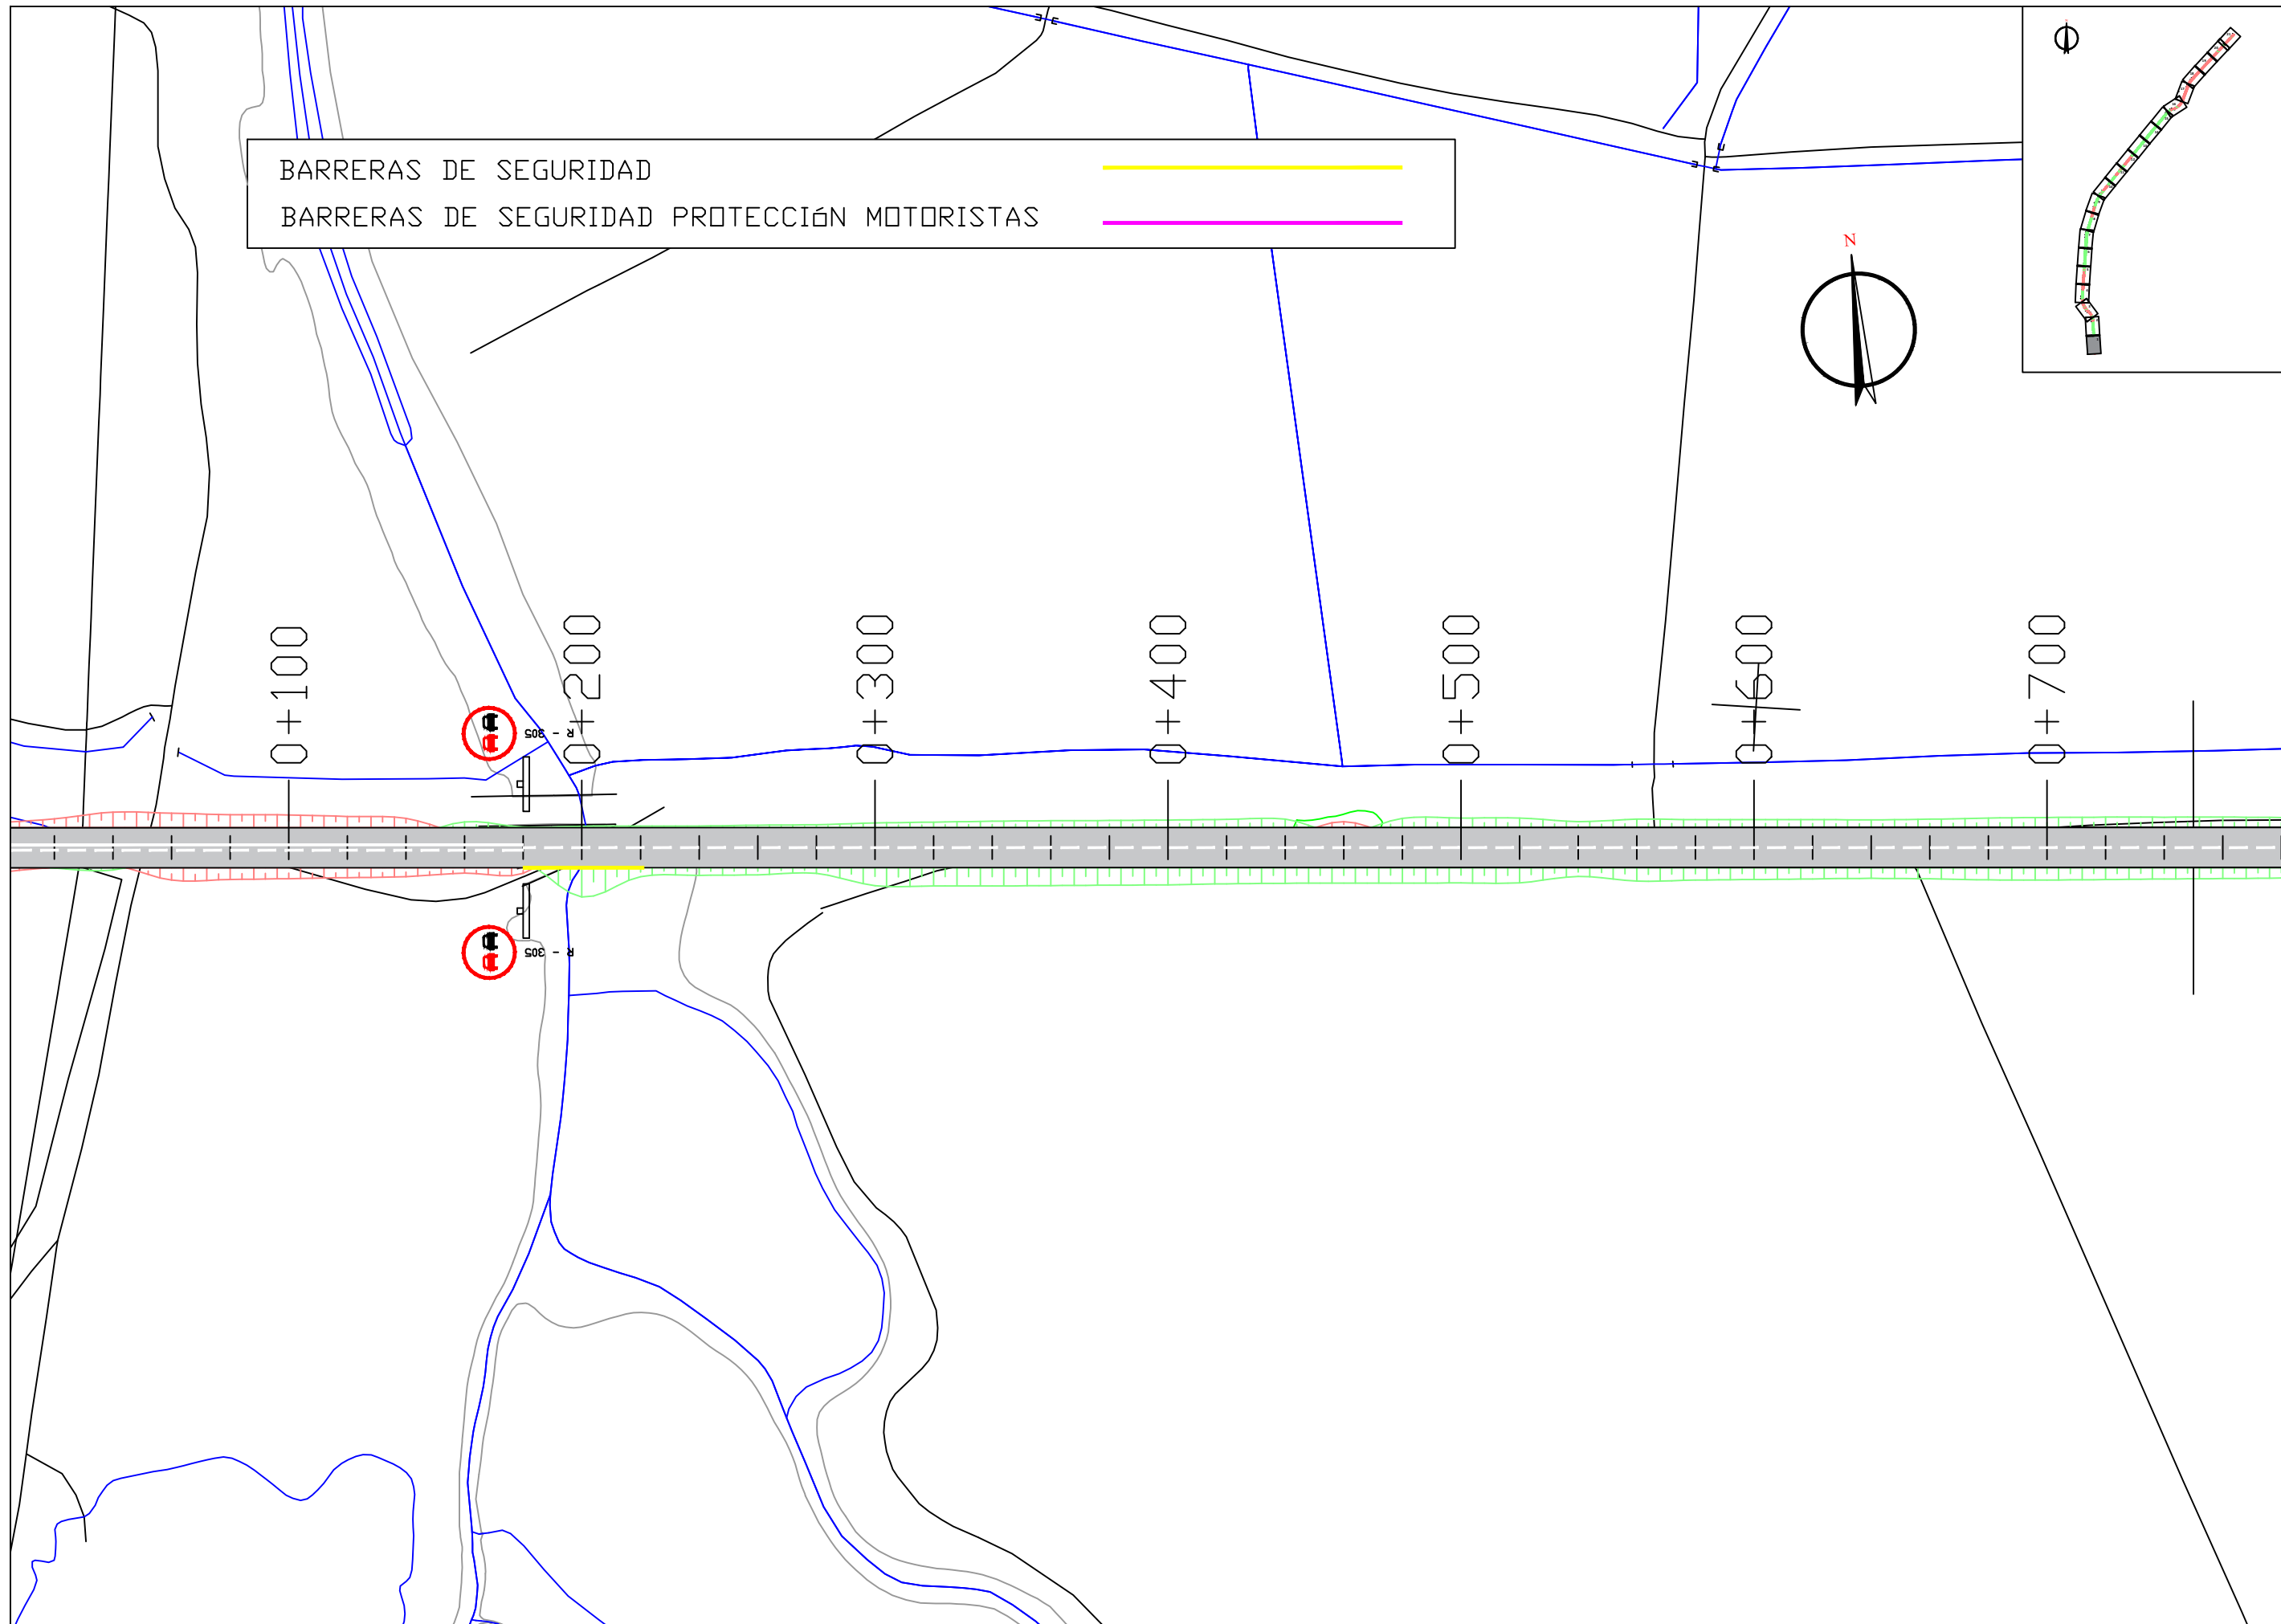 BARRERAS DE SEGURIDAD
BARRERAS DE SEGURIDAD PROTECCIóN MOTORISTAS
N
0+100
0+200
0+300
0+400
0+500
0+600
0+700
R - 305
R - 305